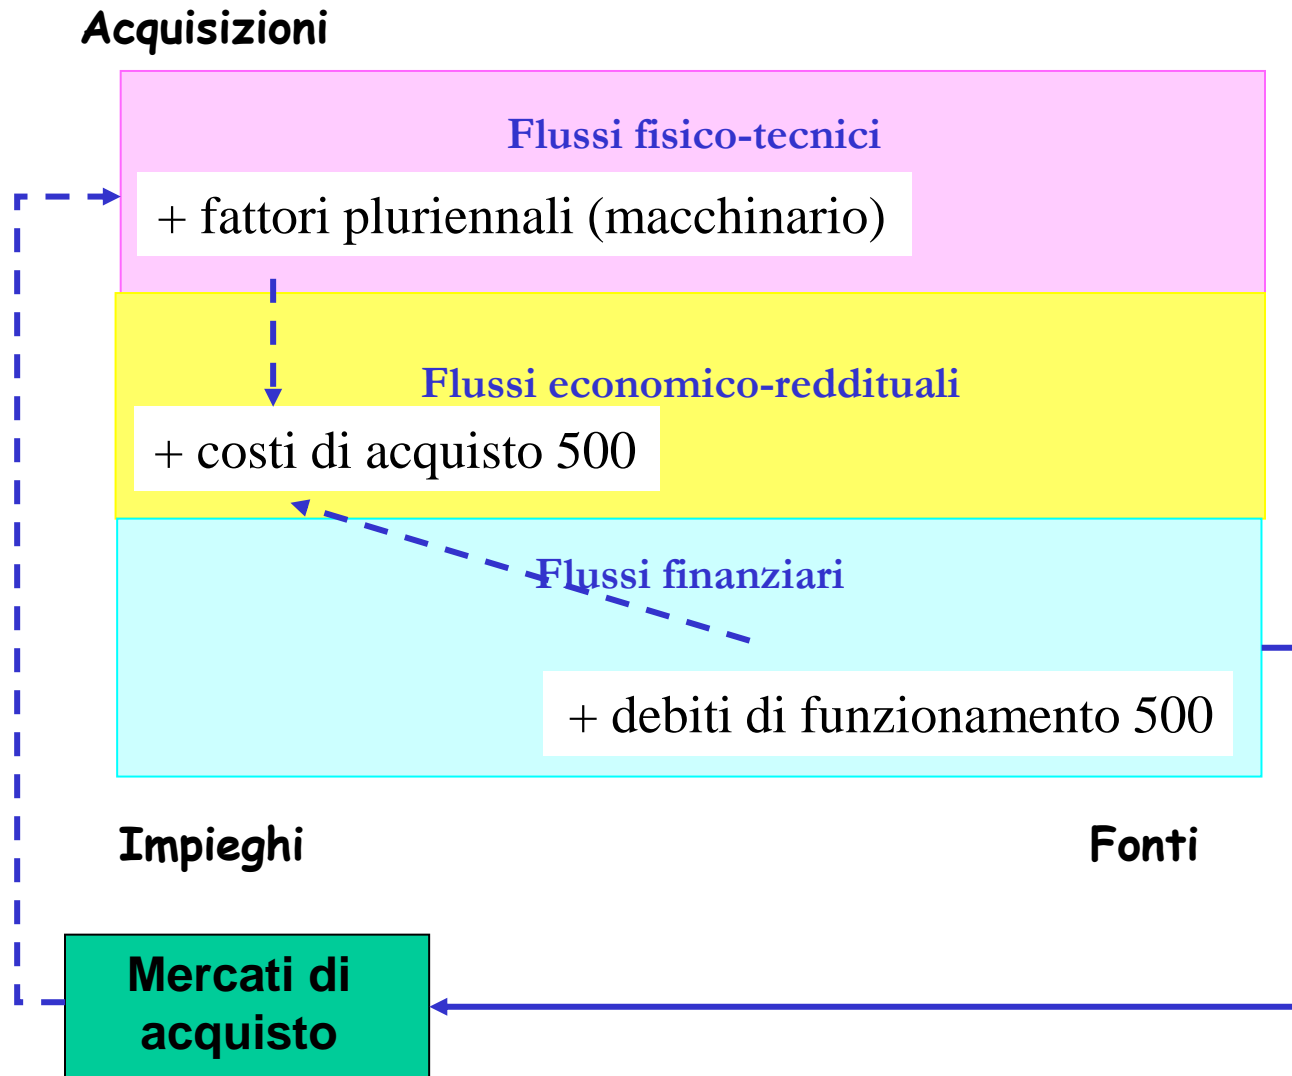 Acquisizioni
Flussi fisico-tecnici
+ fattori pluriennali (macchinario)
Flussi economico-reddituali
+ costi di acquisto 500
Flussi finanziari
+ debiti di funzionamento 500
Impieghi
Fonti
Mercati di
acquisto